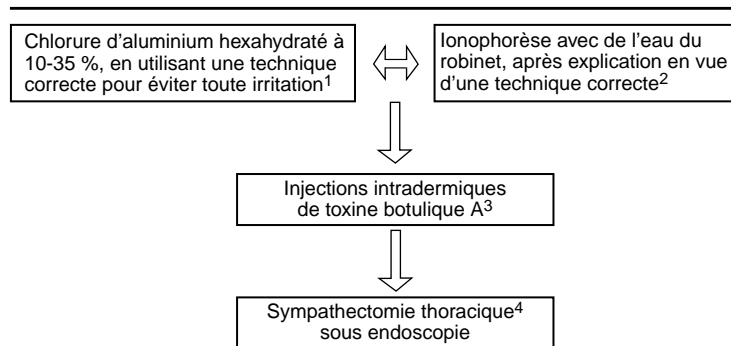 Chlorure d'aluminium hexahydraté à
10-35 %, en utilisant une technique
correcte pour éviter toute irritation1
Ionophorèse avec de l'eau du
robinet, après explication en vue
d'une technique correcte2
Injections intradermiques
de toxine botulique A3
Sympathectomie thoracique4
sous endoscopie